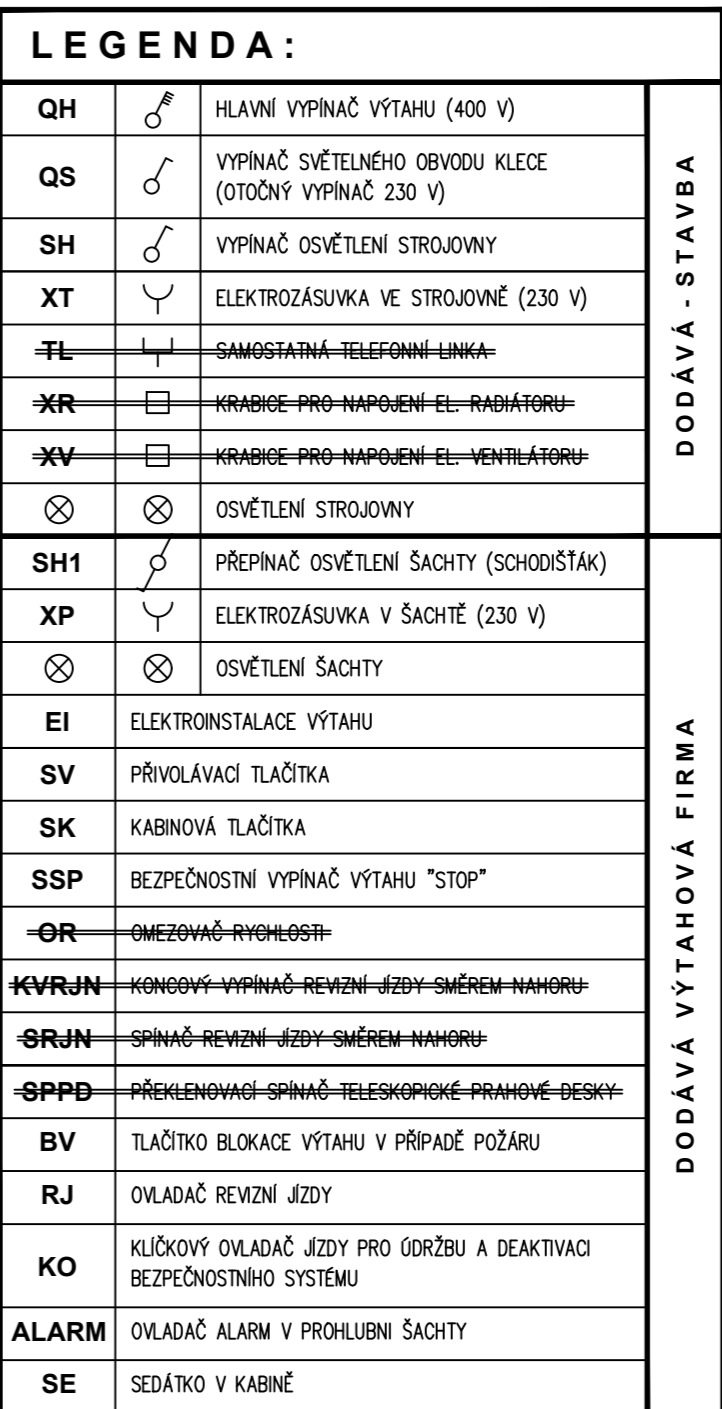 LEGENDA:
QH HLAVNÍ VYPÍNAČ VÝTAHU (400 V)
QS VYPÍNAČ SVĚTELNÉHO OBVODU KLECE
(OTOČNÝ VYPÍNAČ 230 V)
SH VYPÍNAČ OSVĚTLENÍ STROJOVNY
XT ELEKTROZÁSUVKA VE STROJOVNĚ (230 V)
TL SAMOSTATNÁ TELEFONNÍ LINKA
XR KRABICE PRO NAPOJENÍ EL. RADIÁTORU
XV KRABICE PRO NAPOJENÍ EL. VENTILÁTORU
OSVĚTLENÍ STROJOVNY
DODÁVÁ - STAVBA
SH1 PŘEPÍNAČ OSVĚTLENÍ ŠACHTY (SCHODIŠŤÁK)
XP ELEKTROZÁSUVKA V ŠACHTĚ (230 V)
OSVĚTLENÍ ŠACHTY
EI ELEKTROINSTALACE VÝTAHU
SV PŘIVOLÁVACÍ TLAČÍTKA
SK KABINOVÁ TLAČÍTKA
SSP BEZPEČNOSTNÍ VYPÍNAČ VÝTAHU "STOP"
OR OMEZOVAČ RYCHLOSTI
KVRJN KONCOVÝ VYPÍNAČ REVIZNÍ JÍZDY SMĚREM NAHORU
SRJN SPÍNAČ REVIZNÍ JÍZDY SMĚREM NAHORU
SPPD PŘEKLENOVACÍ SPÍNAČ TELESKOPICKÉ PRAHOVÉ DESKY
BV TLAČÍTKO BLOKACE VÝTAHU V PŘÍPADĚ POŽÁRU
RJ OVLADAČ REVIZNÍ JÍZDY
KO KLÍČKOVÝ OVLADAČ JÍZDY PRO ÚDRŽBU A DEAKTIVACI
BEZPEČNOSTNÍHO SYSTÉMU
ALARM OVLADAČ ALARM V PROHLUBNI ŠACHTY
SE SEDÁTKO V KABINĚ
DODÁVÁ VÝTAHOVÁ FIRMA